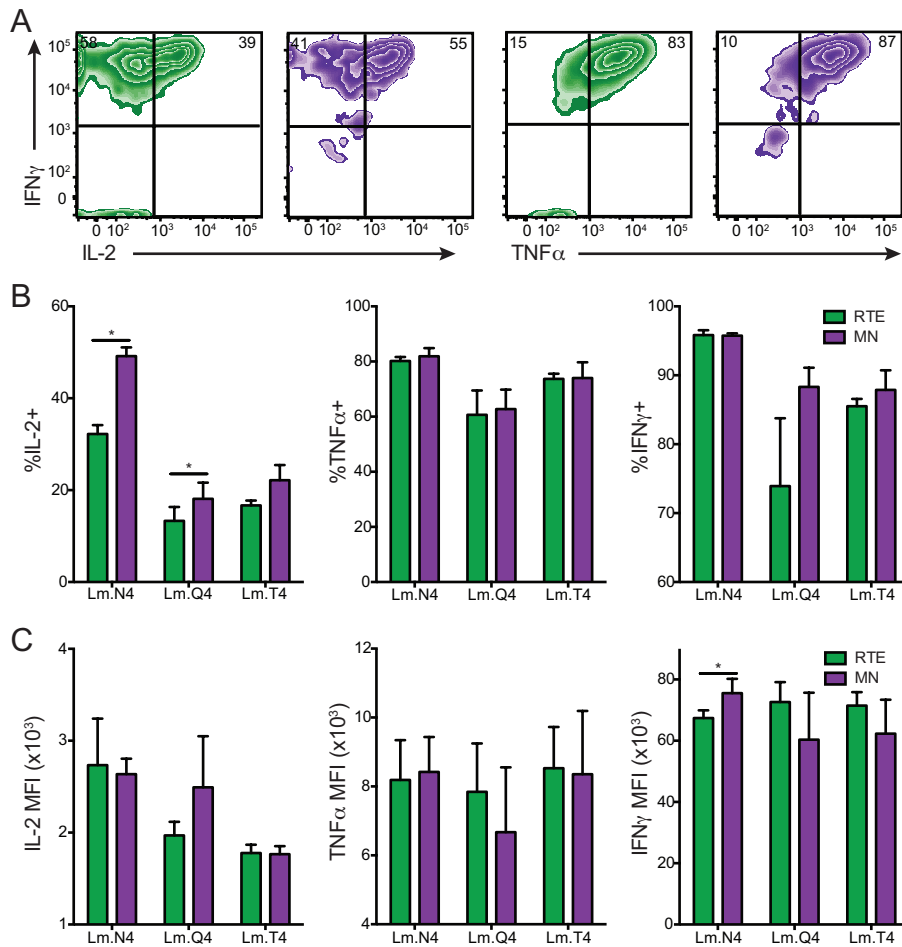 A
58 39
41 55
15 83
10 87
10⁵
10⁴
10³
10²
0
IFNγ
0 10² 10³ 10⁴ 10⁵
0 10² 10³ 10⁴ 10⁵
0 10² 10³ 10⁴ 10⁵
0 10² 10³ 10⁴ 10⁵
IL-2
TNFα
B
60
40
20
0
%IL-2+
*
*
Lm.N4 Lm.Q4 Lm.T4
100
80
60
40
20
0
%TNFα+
Lm.N4 Lm.Q4 Lm.T4
100
90
80
70
60
%IFNγ+
RTE
MN
Lm.N4 Lm.Q4 Lm.T4
C
4
3
2
1
IL-2 MFI (x10³)
Lm.N4 Lm.Q4 Lm.T4
12
10
8
6
4
TNFα MFI (x10³)
Lm.N4 Lm.Q4 Lm.T4
80
60
40
20
0
IFNγ MFI (x10³)
*
RTE
MN
Lm.N4 Lm.Q4 Lm.T4